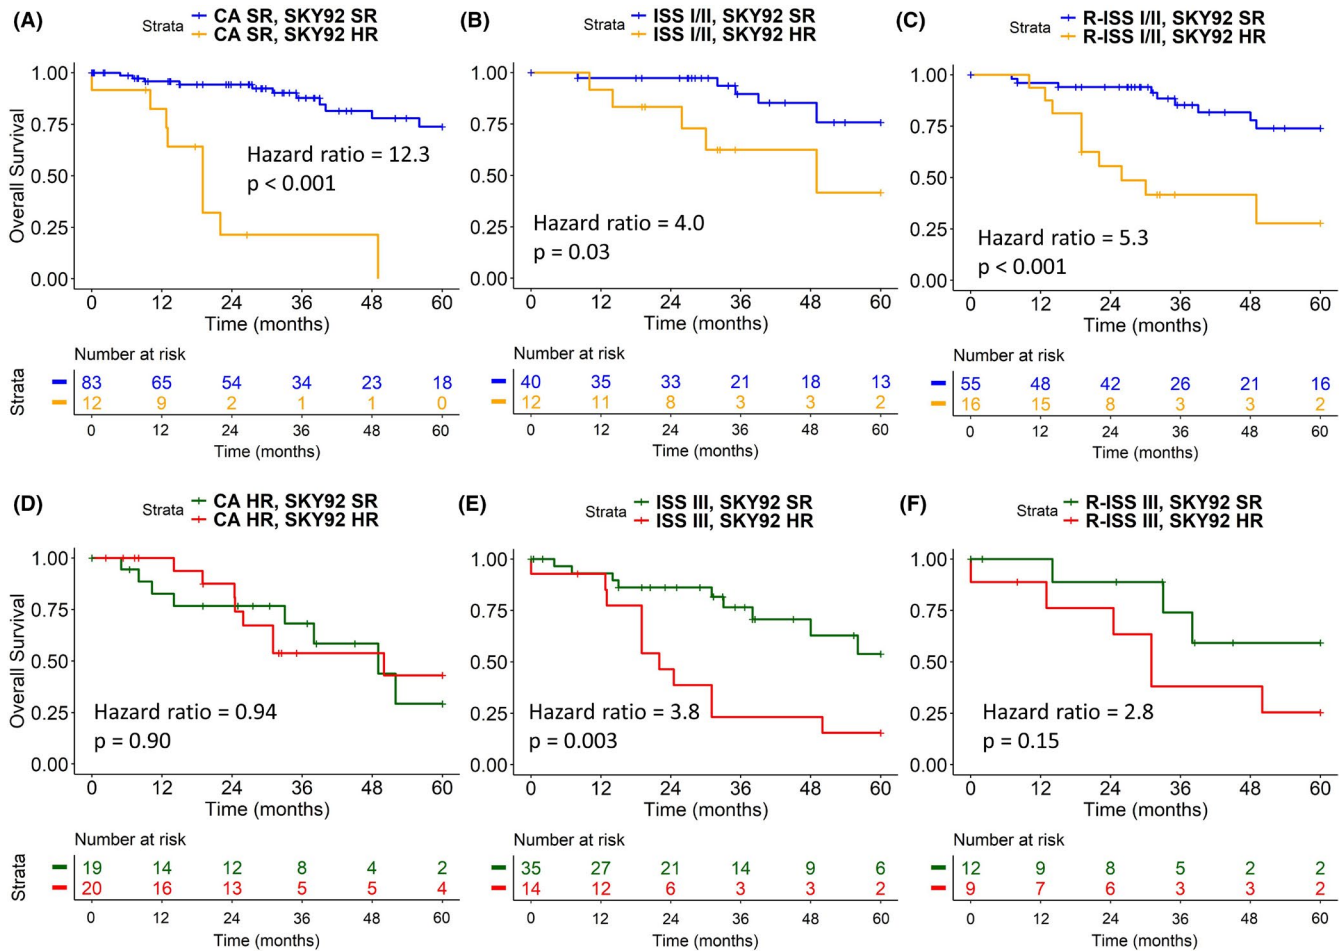 (A) Strata CA SR, SKY92 SR
CA SR, SKY92 HR
Overall Survival
1.00
0.75
0.50
0.25
0.00
Hazard ratio = 12.3
p < 0.001
0 12 24 36 48 60
Time (months)
Number at risk
Strata
83 65 54 34 23 18
12 9 2 1 1 0
0 12 24 36 48 60
Time (months)
(B) Strata ISS I/II, SKY92 SR
ISS I/II, SKY92 HR
1.00
0.75
0.50
0.25
0.00
Hazard ratio = 4.0
p = 0.03
0 12 24 36 48 60
Time (months)
Number at risk
40 35 33 21 18 13
12 11 8 3 3 2
0 12 24 36 48 60
Time (months)
(C) Strata R-ISS I/II, SKY92 SR
R-ISS I/II, SKY92 HR
1.00
0.75
0.50
0.25
0.00
Hazard ratio = 5.3
p < 0.001
0 12 24 36 48 60
Time (months)
Number at risk
55 48 42 26 21 16
16 15 8 3 3 2
0 12 24 36 48 60
Time (months)
(D) Strata CA HR, SKY92 SR
CA HR, SKY92 HR
Overall Survival
1.00
0.75
0.50
0.25
0.00
Hazard ratio = 0.94
p = 0.90
0 12 24 36 48 60
Time (months)
Number at risk
Strata
19 14 12 8 4 2
20 16 13 5 5 4
0 12 24 36 48 60
Time (months)
(E) Strata ISS III, SKY92 SR
ISS III, SKY92 HR
1.00
0.75
0.50
0.25
0.00
Hazard ratio = 3.8
p = 0.003
0 12 24 36 48 60
Time (months)
Number at risk
35 27 21 14 9 6
14 12 6 3 3 2
0 12 24 36 48 60
Time (months)
(F) Strata R-ISS III, SKY92 SR
R-ISS III, SKY92 HR
1.00
0.75
0.50
0.25
0.00
Hazard ratio = 2.8
p = 0.15
0 12 24 36 48 60
Time (months)
Number at risk
12 9 8 5 2 2
9 7 6 3 3 2
0 12 24 36 48 60
Time (months)